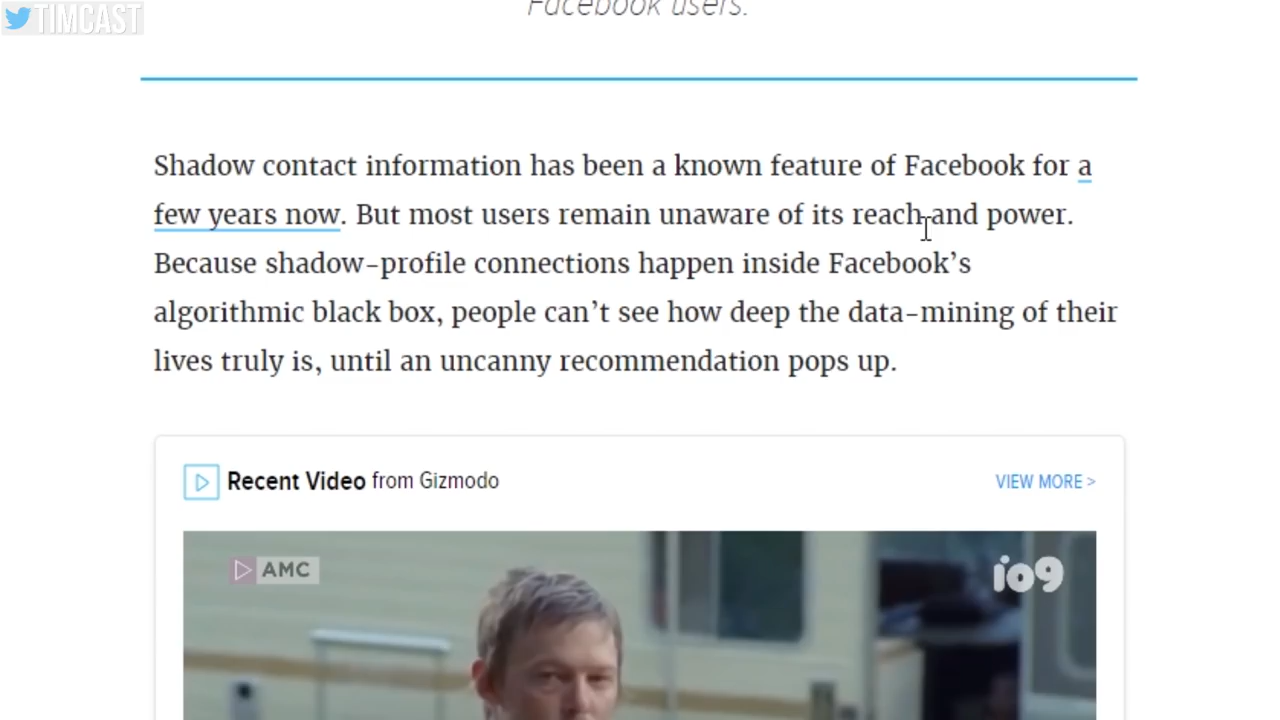 TIMCAST
Facebook users.
Shadow contact information has been a known feature of Facebook for a
few years now. But most users remain unaware of its reach and power.
Because shadow-profile connections happen inside Facebook’s
algorithmic black box, people can’t see how deep the data-mining of their
lives truly is, until an uncanny recommendation pops up.
Recent Video from Gizmodo
VIEW MORE >
AMC
io9